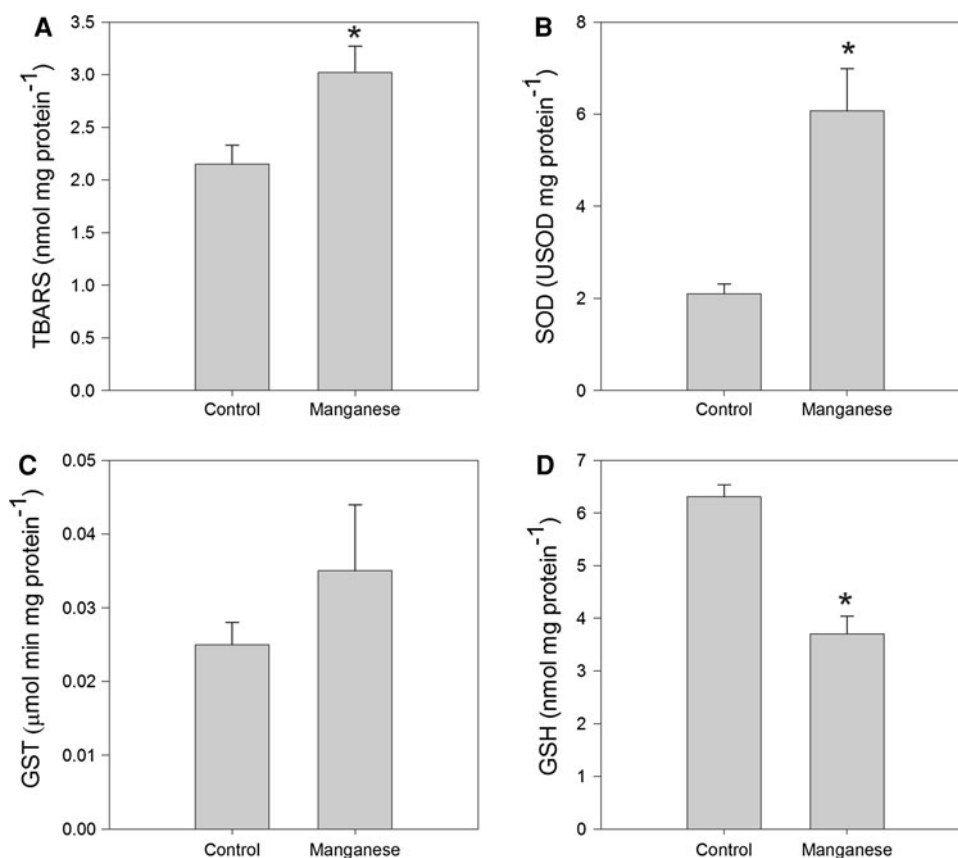 A
TBARS (nmol mg protein⁻¹)
3.5
3.0
2.5
2.0
1.5
1.0
0.5
0.0
*
Control Manganese
B
SOD (USOD mg protein⁻¹)
8
6
4
2
0
*
Control Manganese
C
GST (μmol min mg protein⁻¹)
0.05
0.04
0.03
0.02
0.01
0.00
Control Manganese
D
GSH (nmol mg protein⁻¹)
7
6
5
4
3
2
1
0
*
Control Manganese